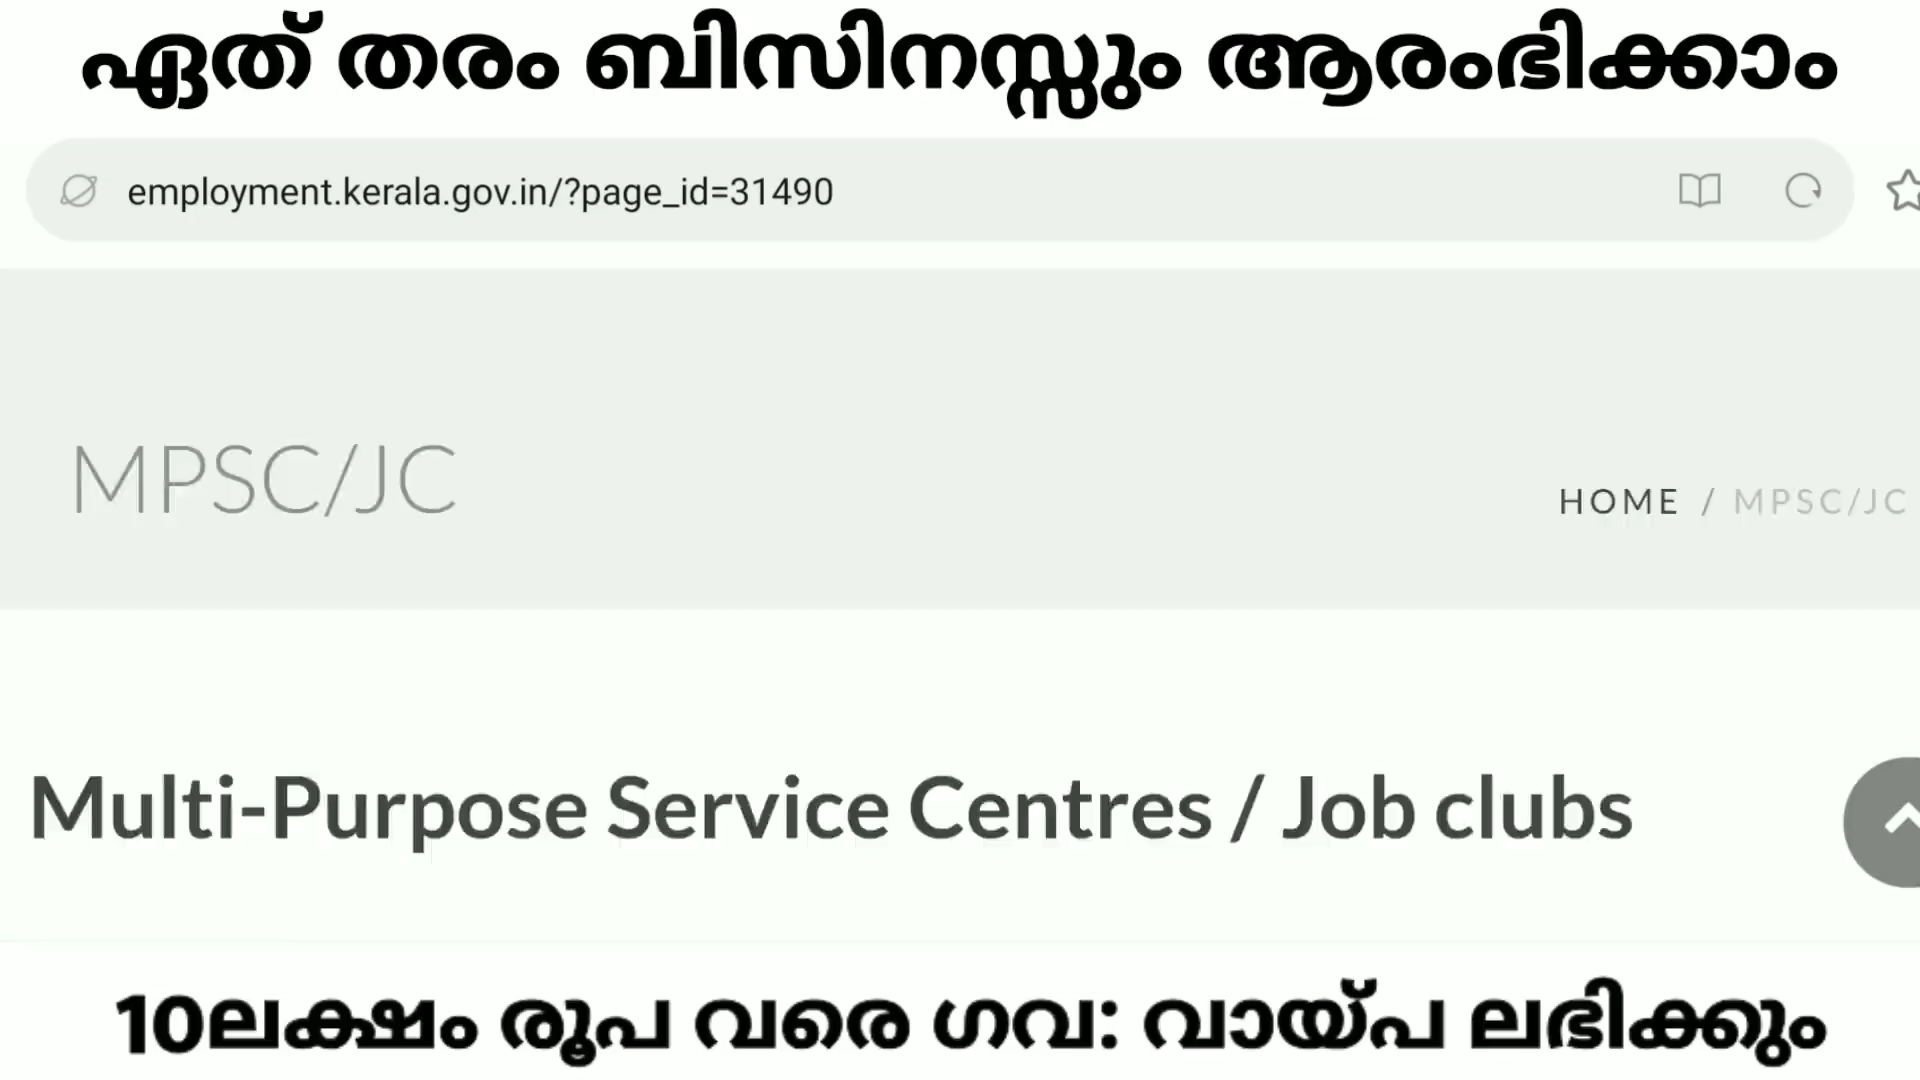 ഏത് തരം ബിസിനസ്സും ആരംഭിക്കാം
employment.kerala.gov.in/?page_id=31490
MPSC/JC
HOME / MPSC/JC
Multi-Purpose Service Centres / Job clubs
10ലക്ഷം രൂപ വരെ ഗവ: വായ്പ ലഭിക്കും